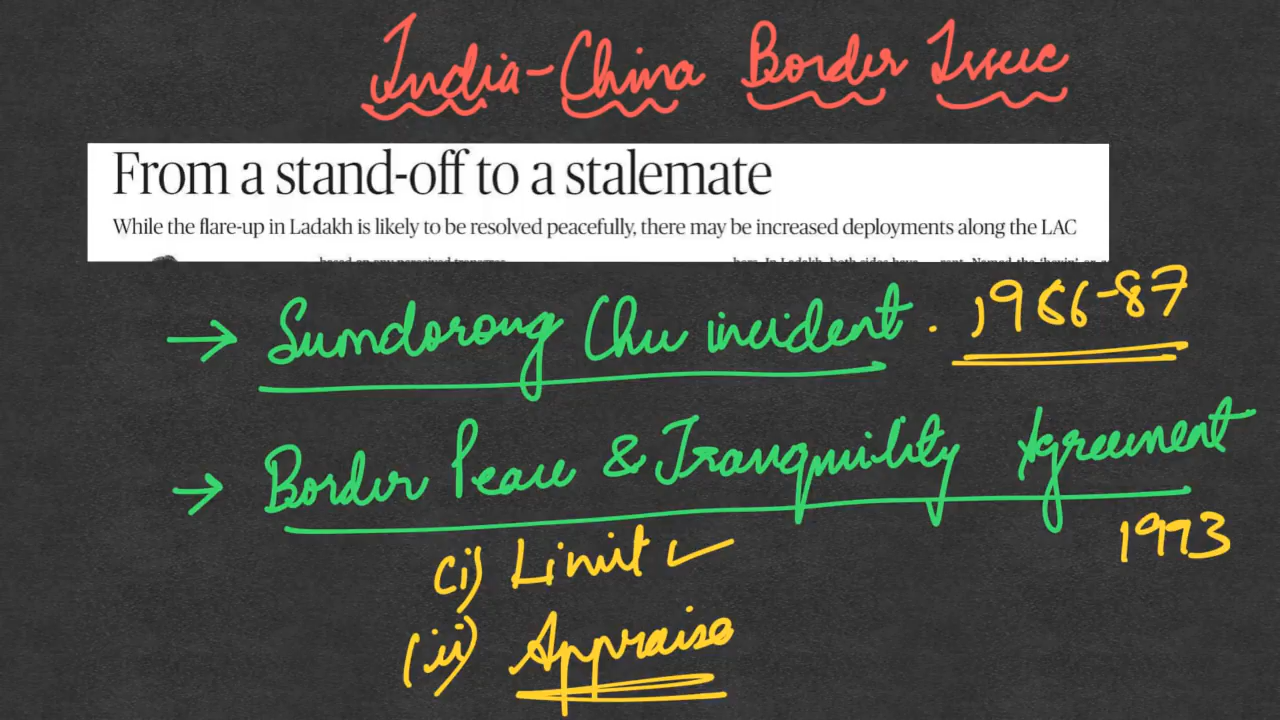 India-China Border Issue
From a stand-off to a stalemate
While the flare-up in Ladakh is likely to be resolved peacefully, there may be increased deployments along the LAC
→ Sumdorong Chu incident. 1986-87
→ Border Peace & Tranquility Agreement
1993
(i) Limit ✓
(ii) Appraise